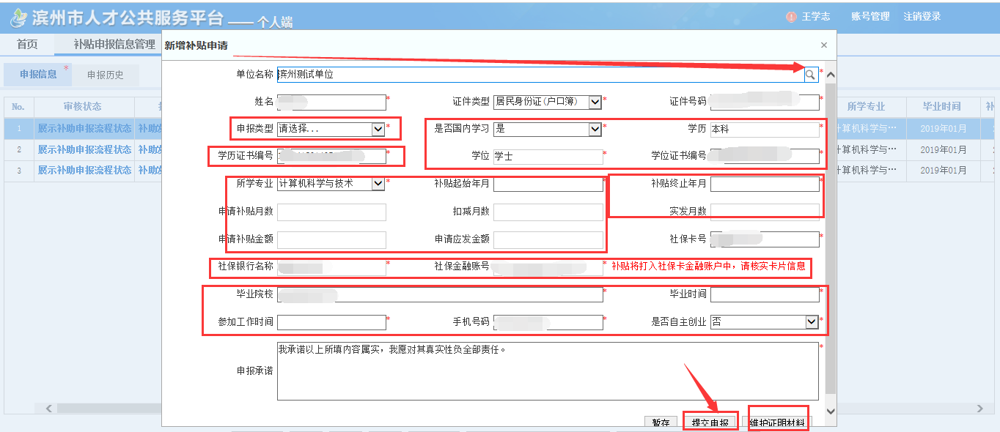 滨州市人才公共服务平台 —— 个人端 王学志 账号管理 注销登录
首页 补贴申报信息管理
新增补贴申请 ×
申报信息 * 申报历史
单位名称 滨州测试单位 *
姓名 * 证件类型 居民身份证(户口簿) * 证件号码 *
No. 审核状态 所学专业 毕业时间 补
申报类型 请选择... * 是否国内学习 是 * 学历 本科 *
1 展示补助申报流程状态 补助发 计算机科学与… 2019年01月
学历证书编号 * 学位 学士 * 学位证书编号 *
2 展示补助申报流程状态 补助发 计算机科学与… 2019年01月
3 展示补助申报流程状态 补助发 计算机科学与… 2019年01月
所学专业 计算机科学与技术 * 补贴起始年月 * 补贴终止年月 *
申请补贴月数 扣减月数 实发月数
申请补贴金额 申请应发金额 社保卡号 *
社保银行名称 * 社保金融账号 * 补贴将打入社保卡金融账户中，请核实卡片信息
毕业院校 * 毕业时间 *
参加工作时间 * 手机号码 * 是否自主创业 否 *
申报承诺 我承诺以上所填内容属实，我愿对其真实性负全部责任。 *
暂存 提交申报 维护证明材料